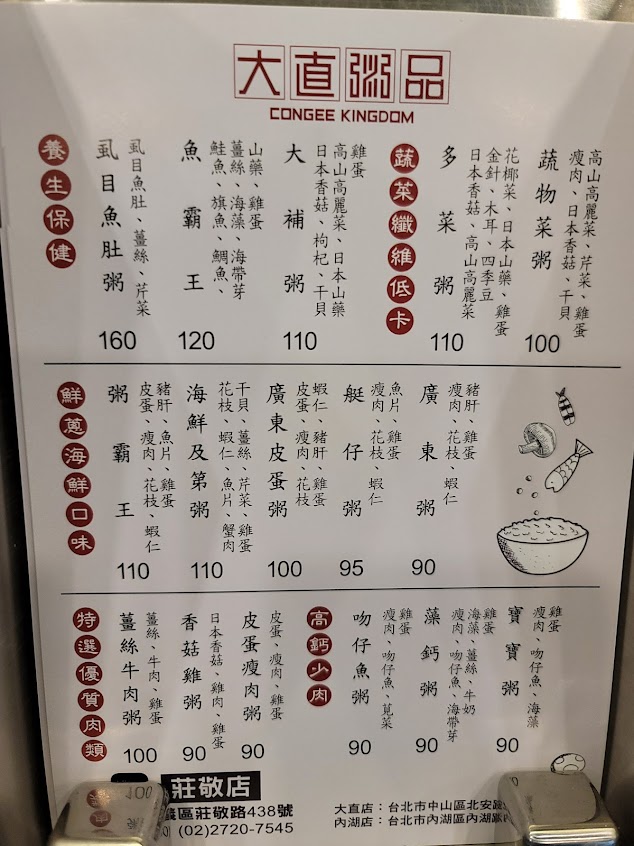 大直粥品
CONGEE KINGDOM
養生保健
虱目魚肚粥
虱目魚肚、薑絲、芹菜
160
魚霸王
鮭魚、旗魚、鯛魚、
薑絲、海藻、海帶芽
山藥、雞蛋
120
大補粥
日本香菇、枸杞、干貝
高山高麗菜、日本山藥
雞蛋
110
蔬菜纖維低卡
多菜粥
日本香菇、高山高麗菜
金針、木耳、四季豆
花椰菜、日本山藥、雞蛋
110
蔬物菜粥
瘦肉、日本香菇、干貝
高山高麗菜、芹菜、雞蛋
100
鮮蔥海鮮口味
粥霸王
皮蛋、瘦肉、花枝、蝦仁
豬肝、魚片、雞蛋
110
海鮮及第粥
花枝、蝦仁、魚片、蟹肉
干貝、薑絲、芹菜、雞蛋
110
廣東皮蛋粥
皮蛋、瘦肉、花枝
蝦仁、豬肝、雞蛋
100
艇仔粥
瘦肉、花枝、蝦仁
魚片、雞蛋
95
廣東粥
瘦肉、花枝、蝦仁
豬肝、雞蛋
90
特選優質肉類
薑絲牛肉粥
薑絲、牛肉、雞蛋
100
香菇雞粥
日本香菇、雞肉、雞蛋
90
皮蛋瘦肉粥
皮蛋、瘦肉、雞蛋
90
高鈣少肉
吻仔魚粥
瘦肉、吻仔魚、莧菜
雞蛋
90
藻鈣粥
瘦肉、吻仔魚、海帶芽
海藻、薑絲、牛奶
雞蛋
90
寶寶粥
瘦肉、吻仔魚、海藻
雞蛋
90
莊敬店
義區莊敬路438號
(02)2720-7545
大直店：台北市中山區北安路
內湖店：台北市內湖區內湖路